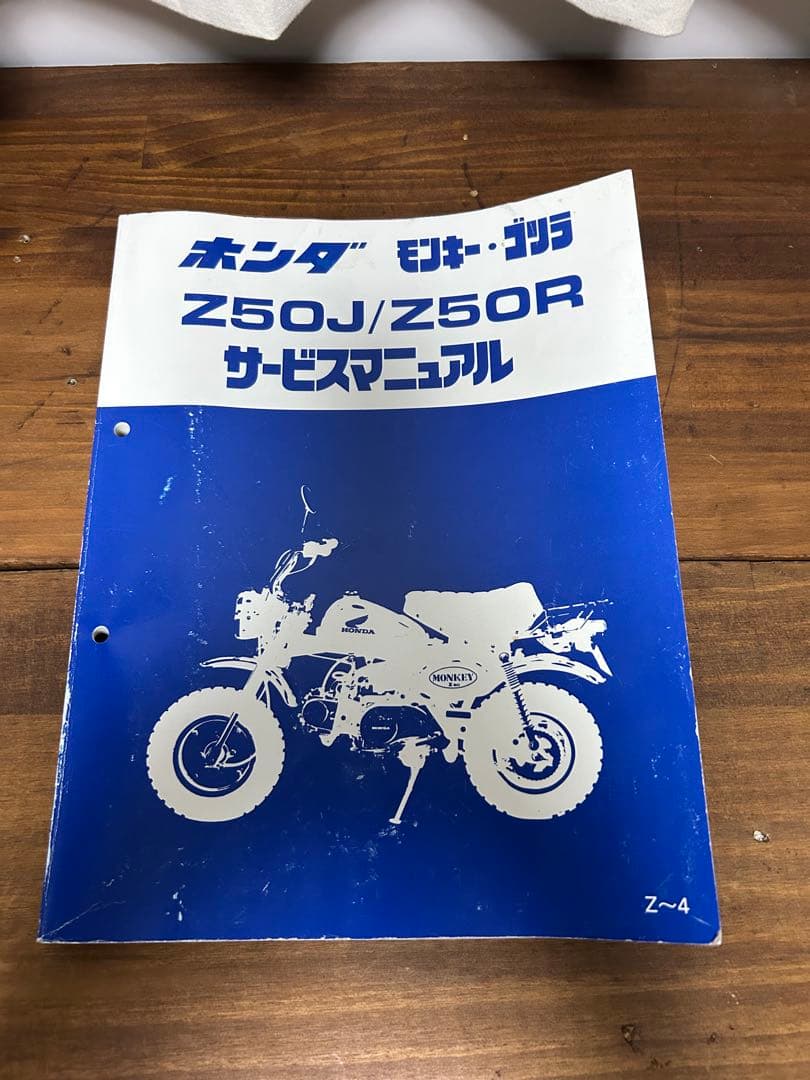 ホンダ モンキー・ゴリラ
Z50J/Z50R
サービスマニュアル
HONDA
MONKEY
HONDA
Z〜4